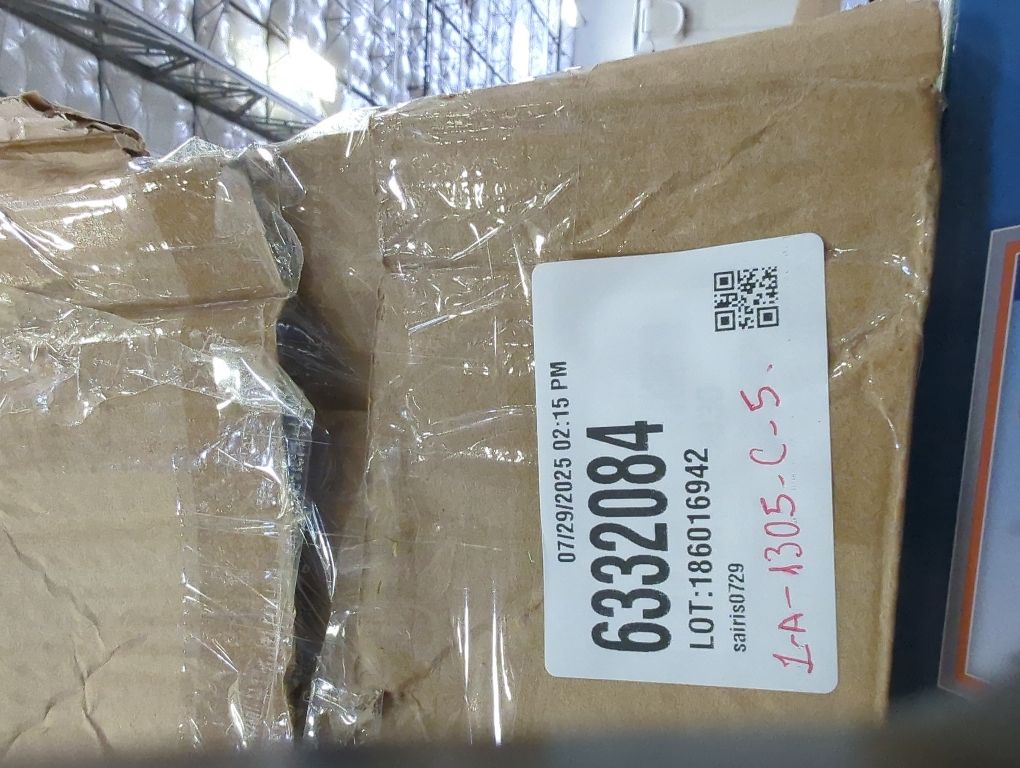 07/29/2025 02:15 PM
6332084
LOT:186016942
sairis0729
1-A-1305-C-5.